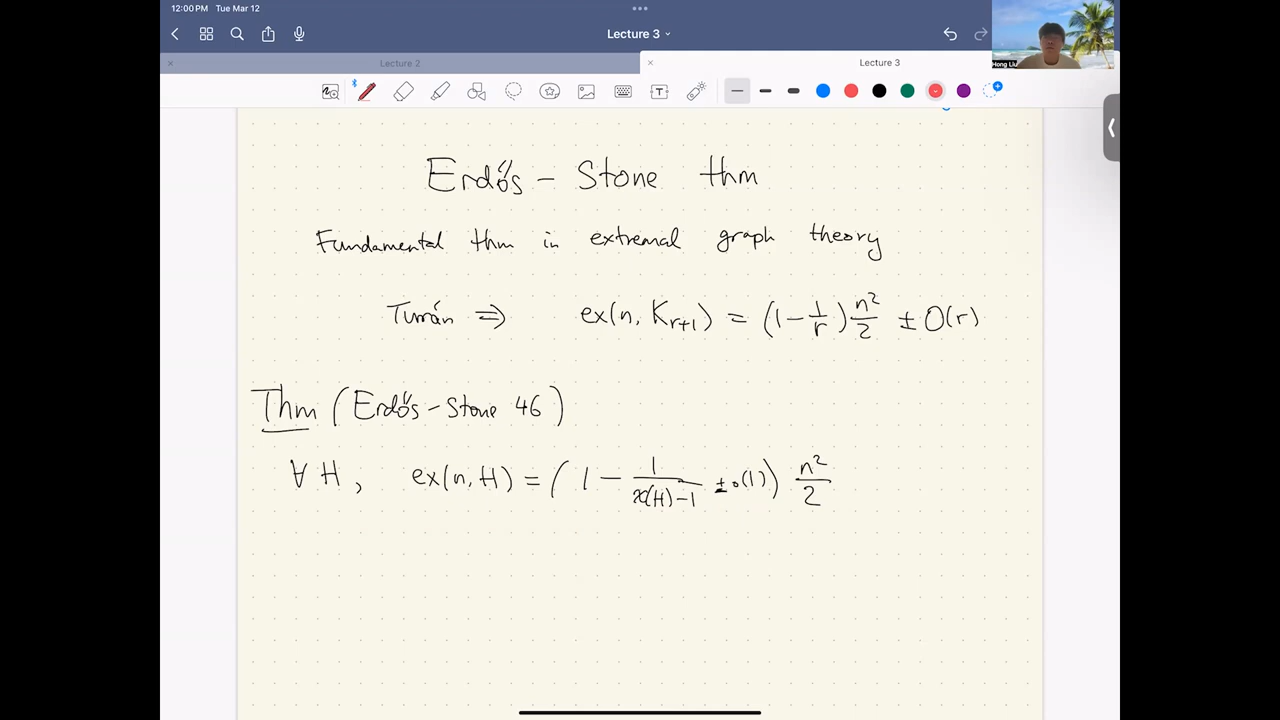 12:00 PM Tue Mar 12
Lecture 3
Hong Liu
Lecture 2
Lecture 3
Erdős – Stone thm
Fundamental thm in extremal graph theory
Turán ⇒ ex(n, K_{r+1}) = (1 - 1/r) n²/2 ± O(r)
Thm (Erdős – Stone 46)
∀ H, ex(n, H) = (1 - 1/(χ(H)-1) ± o(1)) n²/2